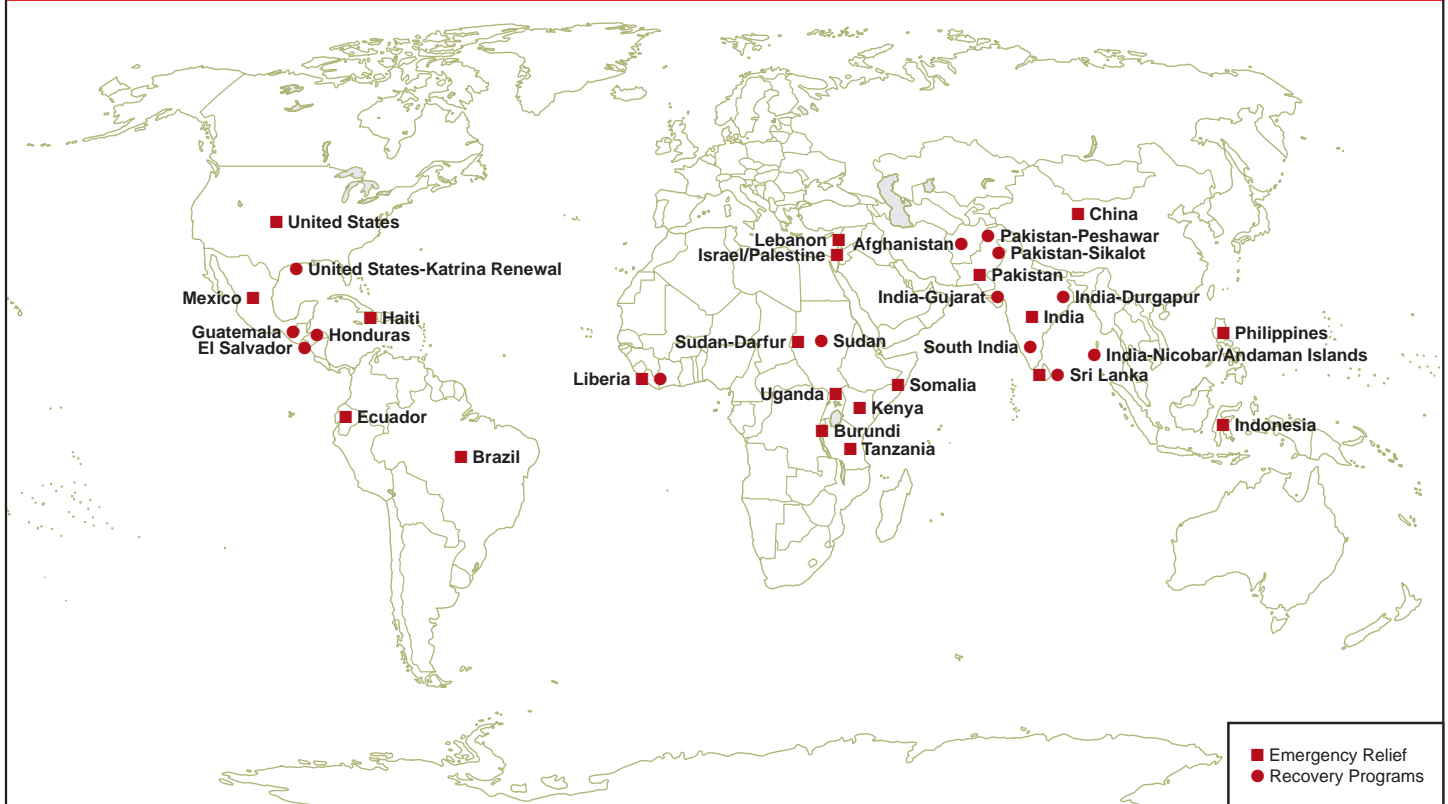 United States
China
Pakistan-Peshawar
Lebanon
Afghanistan
Pakistan-Sikalot
Israel/Palestine
United States-Katrina Renewal
Pakistan
Mexico
India-Gujarat
India-Durgapur
Haiti
India
Guatemala
Honduras
Philippines
El Salvador
Sudan-Darfur
Sudan
South India
India-Nicobar/Andaman Islands
Liberia
Sri Lanka
Somalia
Uganda
Kenya
Ecuador
Indonesia
Burundi
Tanzania
Brazil
Emergency Relief
Recovery Programs